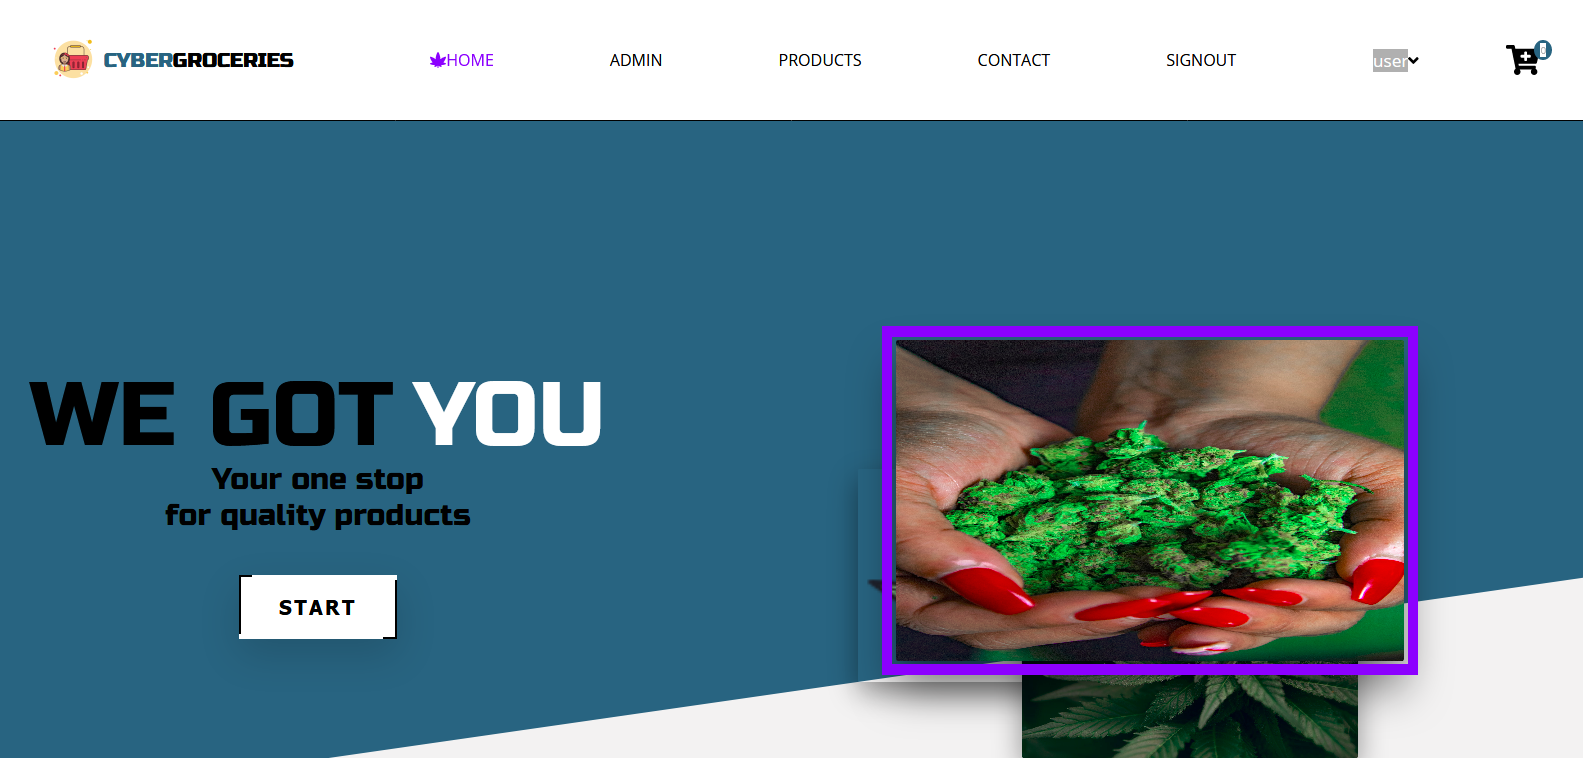 CYBERGROCERIES
HOME
ADMIN
PRODUCTS
CONTACT
SIGNOUT
user
0
WE GOT YOU
Your one stop
for quality products
START